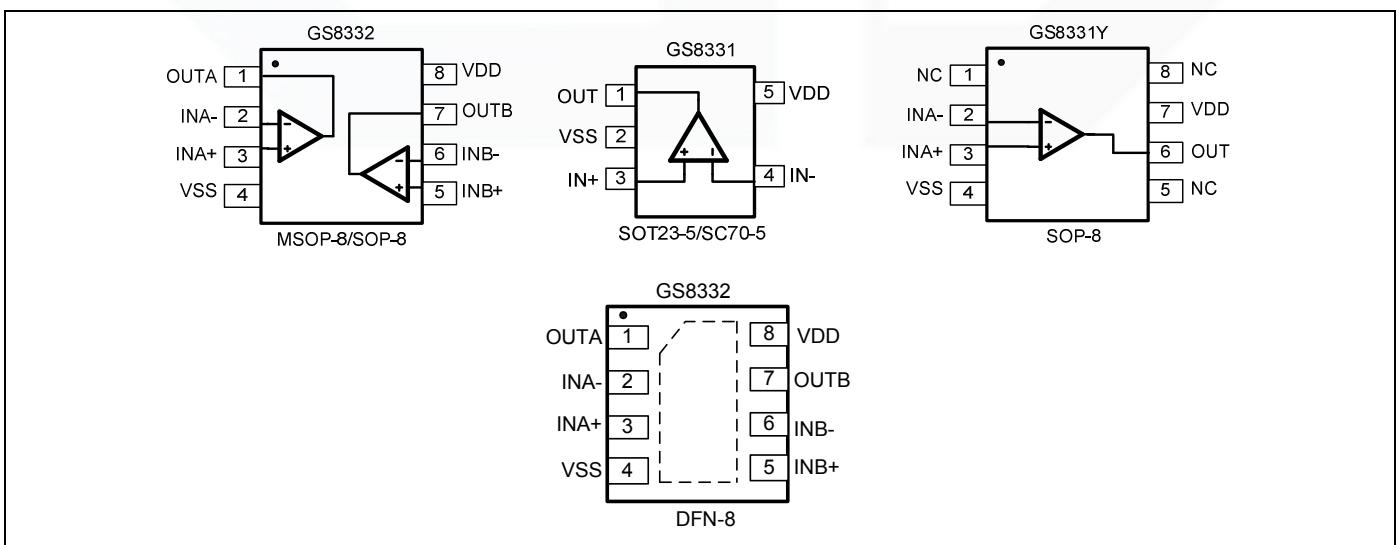 GS8332
OUTA 1 8 VDD
INA- 2 7 OUTB
INA+ 3 6 INB-
VSS 4 5 INB+
- + - +
MSOP-8/SOP-8
GS8331
OUT 1 5 VDD
VSS 2
IN+ 3 4 IN-
+ -
SOT23-5/SC70-5
GS8331Y
NC 1 8 NC
INA- 2 7 VDD
INA+ 3 6 OUT
VSS 4 5 NC
- +
SOP-8
GS8332
OUTA 1 8 VDD
INA- 2 7 OUTB
INA+ 3 6 INB-
VSS 4 5 INB+
DFN-8